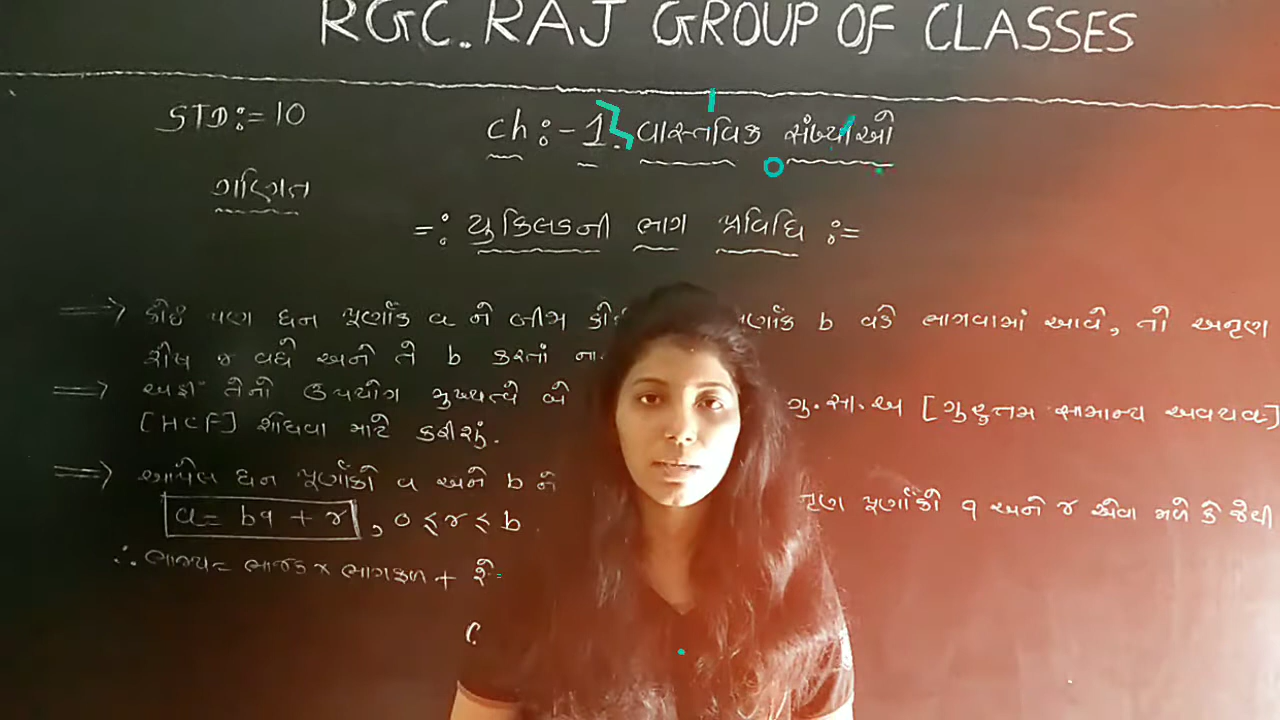 RGC. RAJ GROUP OF CLASSES
STD:- 10
ch:- 1. વાસ્તવિક સંખ્યાઓ
ગણિત
=: યુક્લિડની ભાગ પ્રવિધિ :=
=> કોઈ પણ ધન પૂર્ણાંક a ને બીજા b વડે ભાગવામાં આવે, તો અનૃણ
શેષ r વધે અને તે b કરતાં ના
=> અહીં તેનો ઉપયોગ મુખ્યત્વે બે ગુ.સા.અ [ગુરુતમ સામાન્ય અવયવ]
[HCF] શોધવા માટે કરીશું.
=> આપેલ ધન પૂર્ણાંકો a અને b ને પૂર્ણાંકો q અને r એવા મળે કે જેથી
a = bq + r , 0 ≤ r < b
∴ ભાજ્ય = ભાજક x ભાગફળ + શે